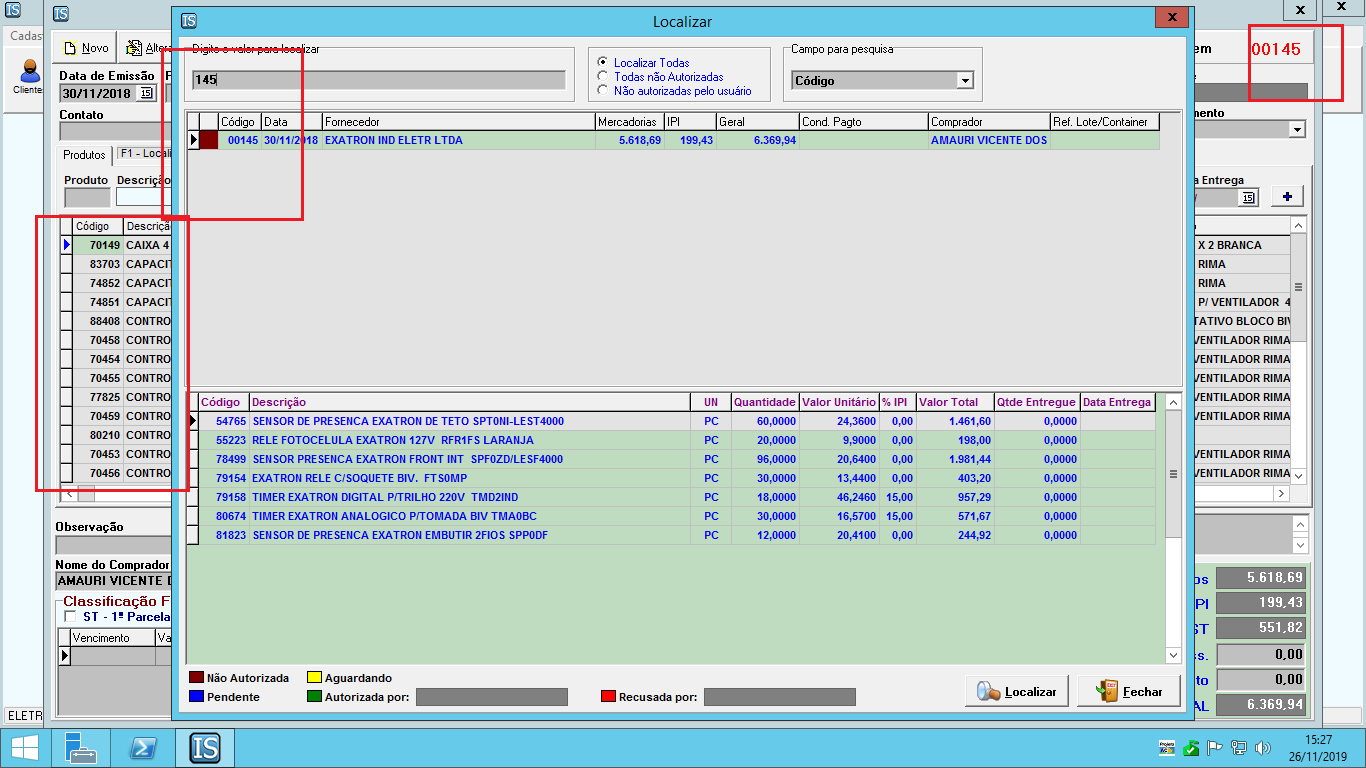 IS
IS
IS
Localizar
x
x
x
Cadas
Novo
Altera
Cliente
Data de Emissão
30/11/2018
15
Contato
Produtos
F1 - Locali
Produto
Descrição
Código
Descriçã
70149 CAIXA 4
83703 CAPACIT
74852 CAPACIT
74851 CAPACIT
88408 CONTRO
70458 CONTRO
70454 CONTRO
70455 CONTRO
77825 CONTRO
70459 CONTRO
80210 CONTRO
70453 CONTRO
70456 CONTRO
Observação
Nome do Comprador
AMAURI VICENTE D
Classificação F
ST - 1ª Parcela
Vencimento
Va
ELETR
Digite o valor para localizar
145
Localizar Todas
Todas não Autorizadas
Não autorizadas pelo usuário
Campo para pesquisa
Código
Código Data Fornecedor Mercadorias IPI Geral Cond. Pagto Comprador Ref. Lote/Container
00145 30/11/2018 EXATRON IND ELETR LTDA 5.618,69 199,43 6.369,94 AMAURI VICENTE DOS
Código Descrição UN Quantidade Valor Unitário % IPI Valor Total Qtde Entregue Data Entrega
54765 SENSOR DE PRESENCA EXATRON DE TETO SPT0NI-LEST4000 PC 60,0000 24,3600 0,00 1.461,60 0,0000
55223 RELE FOTOCELULA EXATRON 127V RFR1FS LARANJA PC 20,0000 9,9000 0,00 198,00 0,0000
78499 SENSOR PRESENCA EXATRON FRONT INT SPF0ZD/LESF4000 PC 96,0000 20,6400 0,00 1.981,44 0,0000
79154 EXATRON RELE C/SOQUETE BIV. FTS0MP PC 30,0000 13,4400 0,00 403,20 0,0000
79158 TIMER EXATRON DIGITAL P/TRILHO 220V TMD2IND PC 18,0000 46,2460 15,00 957,29 0,0000
80674 TIMER EXATRON ANALOGICO P/TOMADA BIV TMA0BC PC 30,0000 16,5700 15,00 571,67 0,0000
81823 SENSOR DE PRESENCA EXATRON EMBUTIR 2FIOS SPP0DF PC 12,0000 20,4100 0,00 244,92 0,0000
Não Autorizada
Aguardando
Pendente
Autorizada por:
Recusada por:
Localizar
Fechar
em
00145
mento
a Entrega
15
+
X 2 BRANCA
RIMA
RIMA
P/ VENTILADOR 4
TATIVO BLOCO BIV
VENTILADOR RIMA
VENTILADOR RIMA
VENTILADOR RIMA
VENTILADOR RIMA
VENTILADOR RIMA
VENTILADOR RIMA
VENTILADOR RIMA
os 5.618,69
PI 199,43
ST 551,82
ss. 0,00
to 0,00
AL 6.369,94
IS
15:27
26/11/2019